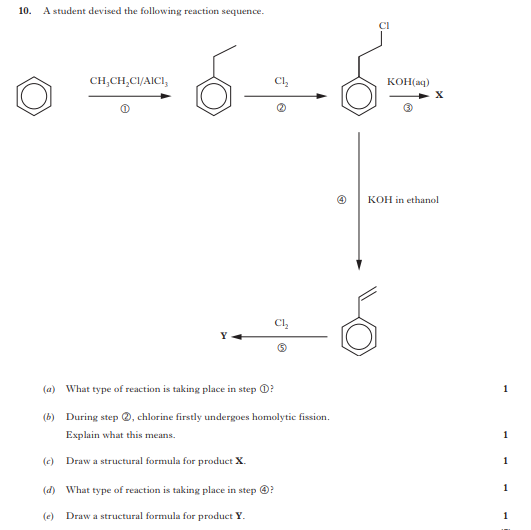 10. A student devised the following reaction sequence.
Cl
CH₃CH₂Cl/AlCl₃
①
Cl₂
②
KOH(aq)
③
X
④ KOH in ethanol
Cl₂
Y
⑤
(a) What type of reaction is taking place in step ①? 1
(b) During step ②, chlorine firstly undergoes homolytic fission.
Explain what this means. 1
(c) Draw a structural formula for product X. 1
(d) What type of reaction is taking place in step ④? 1
(e) Draw a structural formula for product Y. 1